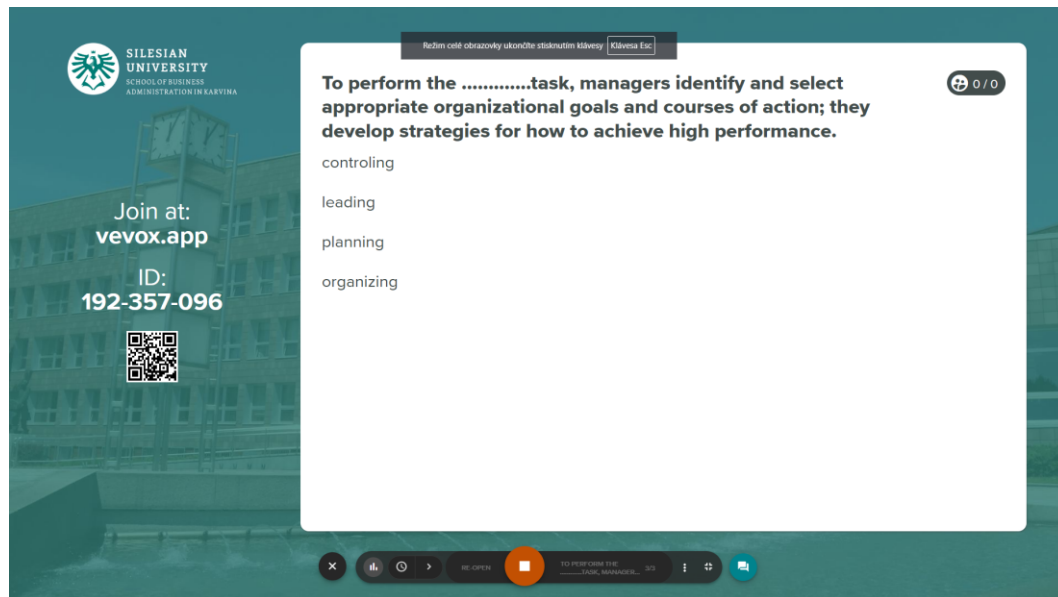 SILESIAN
UNIVERSITY
SCHOOL OF BUSINESS
ADMINISTRATION IN KARVINA
Režim celé obrazovky ukončíte stisknutím klávesy Klávesa Esc
To perform the .............task, managers identify and select
appropriate organizational goals and courses of action; they
develop strategies for how to achieve high performance.
0/0
controling
leading
planning
organizing
Join at:
vevox.app
ID:
192-357-096
RE-OPEN
TO PERFORM THE
.............TASK, MANAGER...
3/3